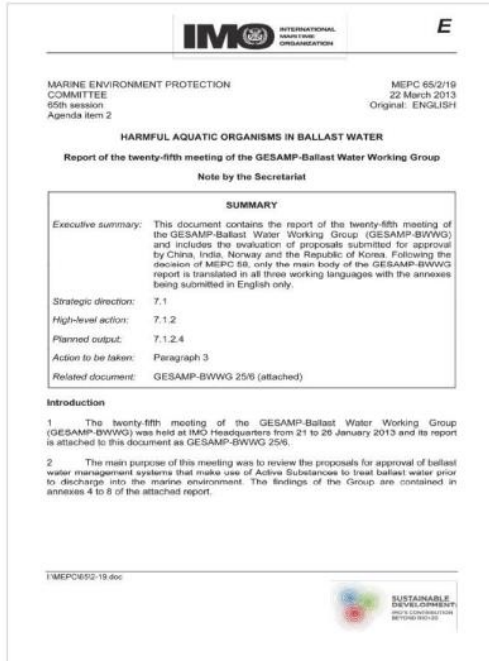 IMO
INTERNATIONAL
MARITIME
ORGANIZATION
E
MARINE ENVIRONMENT PROTECTION
COMMITTEE
65th session
Agenda item 2
MEPC 65/2/19
22 March 2013
Original: ENGLISH
HARMFUL AQUATIC ORGANISMS IN BALLAST WATER
Report of the twenty-fifth meeting of the GESAMP-Ballast Water Working Group
Note by the Secretariat
SUMMARY
Executive summary: This document contains the report of the twenty-fifth meeting of
the GESAMP-Ballast Water Working Group (GESAMP-BWWG)
and includes the evaluation of proposals submitted for approval
by China, India, Norway and the Republic of Korea. Following the
decision of MEPC 58, only the main body of the GESAMP-BWWG
report is translated in all three working languages with the annexes
being submitted in English only.
Strategic direction: 7.1
High-level action: 7.1.2
Planned output: 7.1.2.4
Action to be taken: Paragraph 3
Related document: GESAMP-BWWG 25/6 (attached)
Introduction
1 The twenty-fifth meeting of the GESAMP-Ballast Water Working Group
(GESAMP-BWWG) was held at IMO Headquarters from 21 to 26 January 2013 and its report
is attached to this document as GESAMP-BWWG 25/6.
2 The main purpose of this meeting was to review the proposals for approval of ballast
water management systems that make use of Active Substances to treat ballast water prior
to discharge into the marine environment. The findings of the Group are contained in
annexes 4 to 8 of the attached report.
I:\MEPC\65\2-19.doc
SUSTAINABLE
DEVELOPMENT:
IMO'S CONTRIBUTION
BEYOND RIO+20